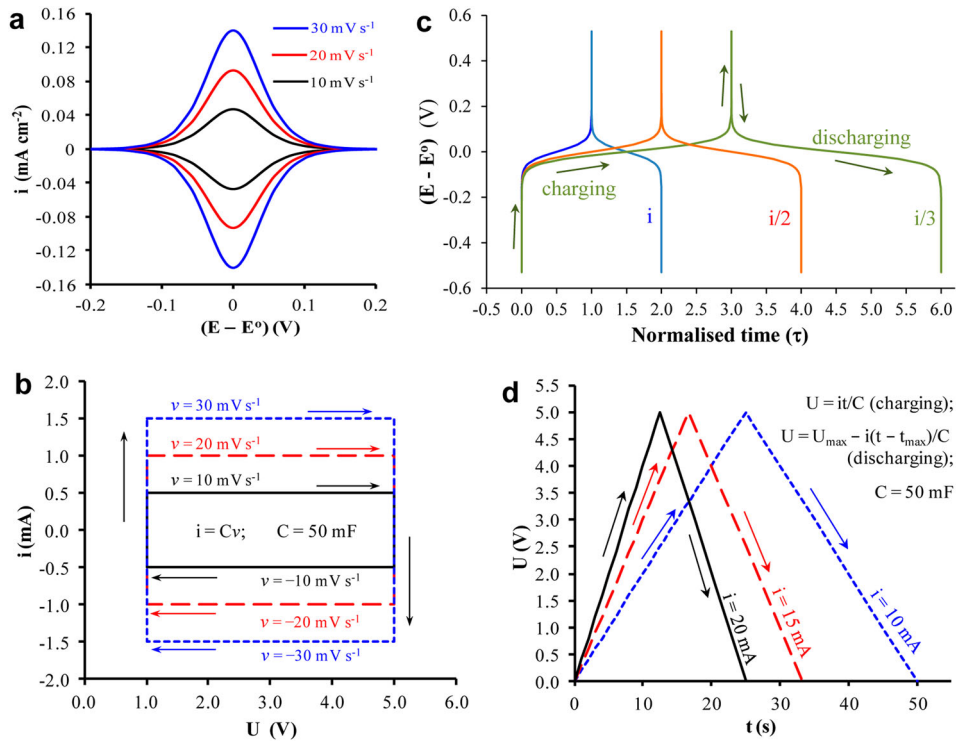 a
0.16
0.12
0.08
0.04
0
-0.04
-0.08
-0.12
-0.16
i (mA cm-2)
30 mV s-1
20 mV s-1
10 mV s-1
-0.2
-0.1
0
0.1
0.2
(E – Eo) (V)
c
0.6
0.4
0.2
0.0
-0.2
-0.4
-0.6
(E - Eo) (V)
charging
discharging
i
i/2
i/3
-0.5 0.0 0.5 1.0 1.5 2.0 2.5 3.0 3.5 4.0 4.5 5.0 5.5 6.0
Normalised time (τ)
b
2.0
1.5
1.0
0.5
0.0
-0.5
-1.0
-1.5
-2.0
i (mA)
v = 30 mV s-1
v = 20 mV s-1
v = 10 mV s-1
i = Cv; C = 50 mF
v = −10 mV s-1
v = −20 mV s-1
v = −30 mV s-1
0.0
1.0
2.0
3.0
4.0
5.0
6.0
U (V)
d
5.5
5.0
4.5
4.0
3.5
3.0
2.5
2.0
1.5
1.0
0.5
0.0
U (V)
U = it/C (charging);
U = Umax – i(t – tmax)/C
(discharging);
C = 50 mF
i = 20 mA
i = 15 mA
i = 10 mA
0
10
20
30
40
50
t (s)